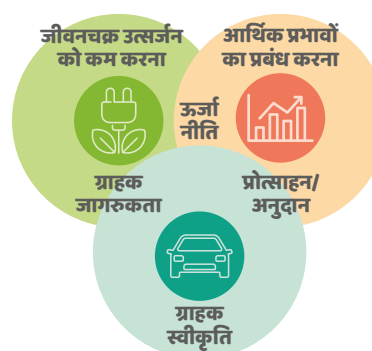 जीवनचक्र उत्सर्जन
को कम करना
आर्थिक प्रभावों
का प्रबंध करना
ऊर्जा
नीति
ग्राहक
जागरुकता
प्रोत्साहन/
अनुदान
ग्राहक
स्वीकृति